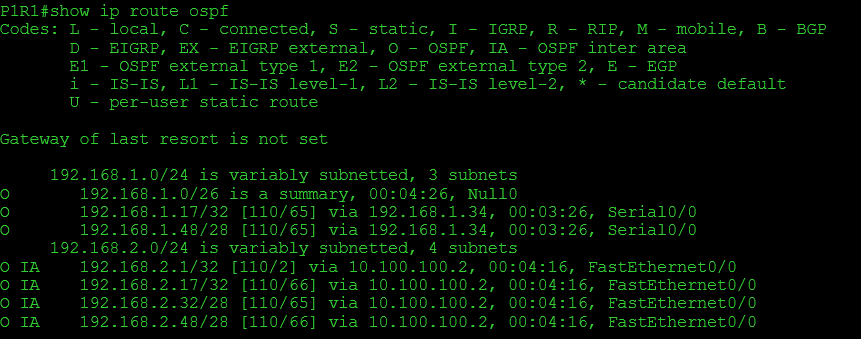 P1R1#show ip route ospf
Codes: L - local, C - connected, S - static, I - IGRP, R - RIP, M - mobile, B - BGP
D - EIGRP, EX - EIGRP external, O - OSPF, IA - OSPF inter area
E1 - OSPF external type 1, E2 - OSPF external type 2, E - EGP
i - IS-IS, L1 - IS-IS level-1, L2 - IS-IS level-2, * - candidate default
U - per-user static route
Gateway of last resort is not set
192.168.1.0/24 is variably subnetted, 3 subnets
O 192.168.1.0/26 is a summary, 00:04:26, Null0
O 192.168.1.17/32 [110/65] via 192.168.1.34, 00:03:26, Serial0/0
O 192.168.1.48/28 [110/65] via 192.168.1.34, 00:03:26, Serial0/0
192.168.2.0/24 is variably subnetted, 4 subnets
O IA 192.168.2.1/32 [110/2] via 10.100.100.2, 00:04:16, FastEthernet0/0
O IA 192.168.2.17/32 [110/66] via 10.100.100.2, 00:04:16, FastEthernet0/0
O IA 192.168.2.32/28 [110/65] via 10.100.100.2, 00:04:16, FastEthernet0/0
O IA 192.168.2.48/28 [110/66] via 10.100.100.2, 00:04:16, FastEthernet0/0